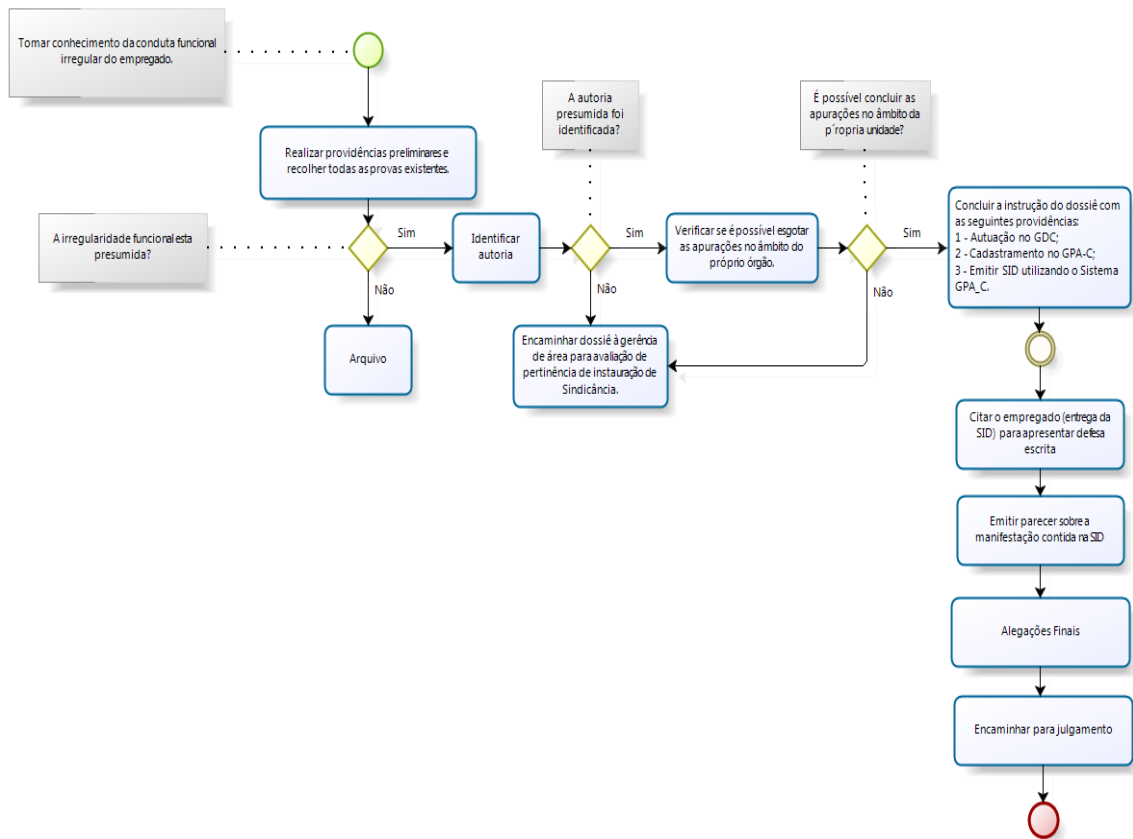 Tomar conhecimento da conduta funcional
irregular do empregado.
Realizar providências preliminares e
recolher todas as provas existentes.
A irregularidade funcional esta
presumida?
Sim
Não
Arquivo
Identificar
autoria
A autoria
presumida foi
identificada?
Sim
Não
Encaminhar dossiê à gerência
de área para avaliação de
pertinência de instauração de
Sindicância.
Verificar se é possível esgotar
as apurações no âmbito do
próprio órgão.
É possível concluir as
apurações no âmbito da
p´ropria unidade?
Sim
Não
Concluir a instrução do dossiê com
as seguintes providências:
1 - Autuação no GDC;
2 - Cadastramento no GPA-C;
3 - Emitir SID utilizando o Sistema
GPA_C.
Citar o empregado (entrega da
SID) para apresentar defesa
escrita
Emitir parecer sobre a
manifestação contida na SID
Alegações Finais
Encaminhar para julgamento